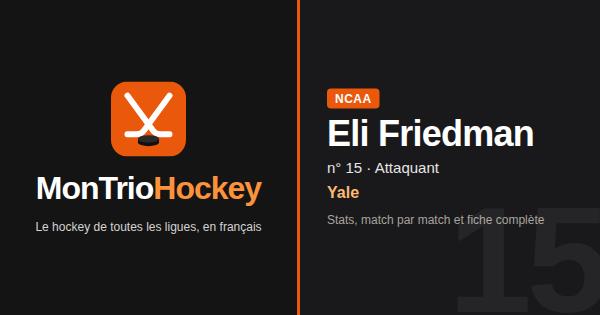 MonTrioHockey
Le hockey de toutes les ligues, en français
NCAA
Eli Friedman
n° 15 · Attaquant
Yale
Stats, match par match et fiche complète
15